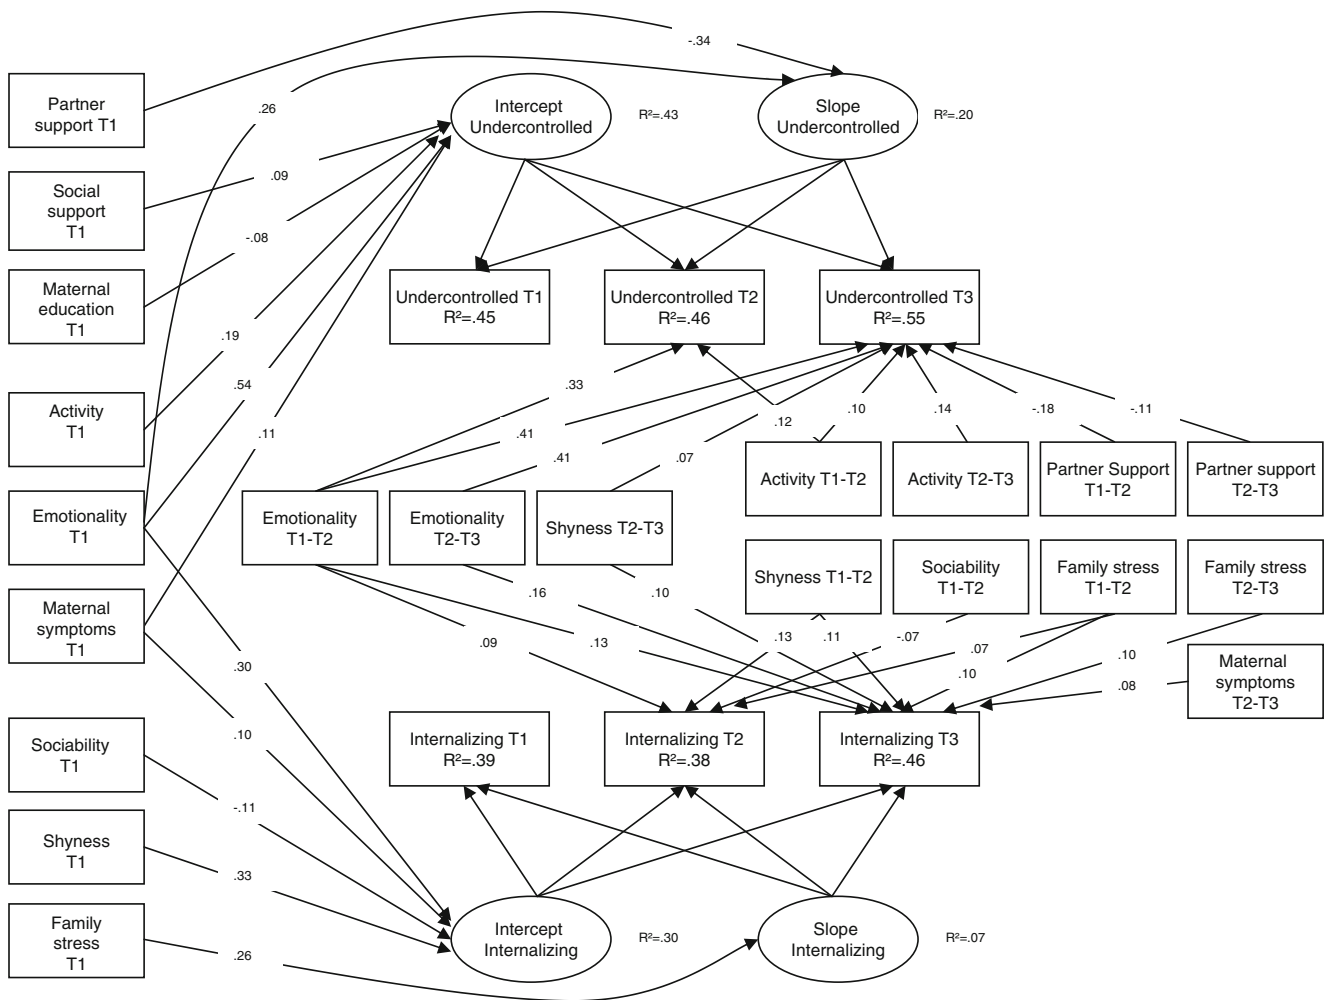 -.34
Partner
support T1
.26
Intercept
Undercontrolled
R²=.43
Slope
Undercontrolled
R²=.20
Social
support
T1
.09
-.08
Maternal
education
T1
Undercontrolled T1
R²=.45
Undercontrolled T2
R²=.46
Undercontrolled T3
R²=.55
.19
.54
.33
Activity
T1
.11
.41
.41
.07
.12
.10
.14
-.18
-.11
Activity T1-T2
Activity T2-T3
Partner Support
T1-T2
Partner support
T2-T3
Emotionality
T1
Emotionality
T1-T2
Emotionality
T2-T3
Shyness T2-T3
Shyness T1-T2
Sociability
T1-T2
Family stress
T1-T2
Family stress
T2-T3
Maternal
symptoms
T1
.16
.10
.09
.13
.13
.11
-.07
.07
.10
.10
.08
Maternal
symptoms
T2-T3
.30
.10
Sociability
T1
Internalizing T1
R²=.39
Internalizing T2
R²=.38
Internalizing T3
R²=.46
-.11
Shyness
T1
.33
Family
stress
T1
.26
Intercept
Internalizing
R²=.30
Slope
Internalizing
R²=.07